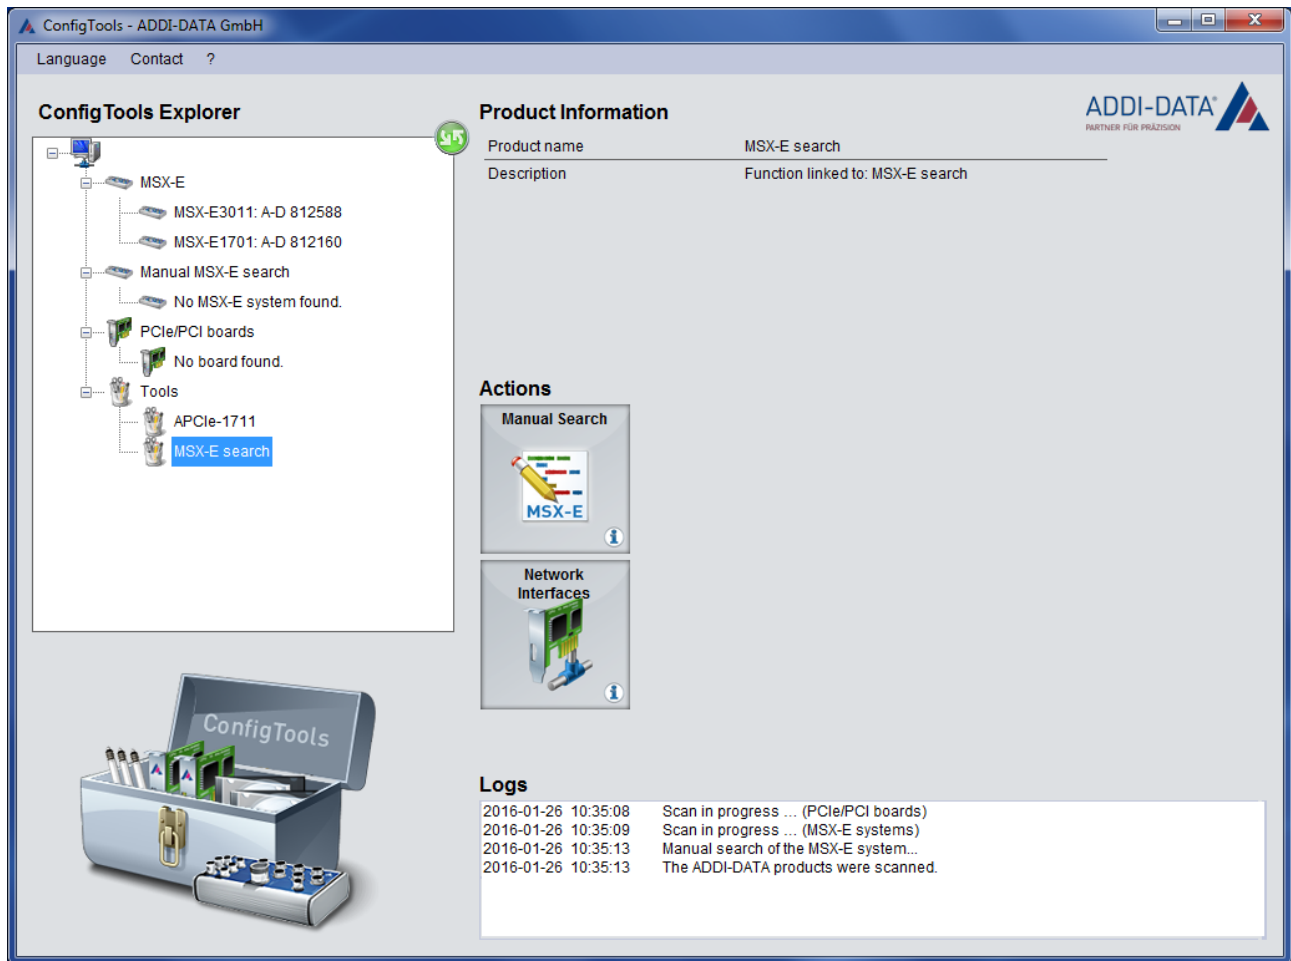 ConfigTools - ADDI-DATA GmbH
Language Contact ?
ConfigTools Explorer
MSX-E
MSX-E3011: A-D 812588
MSX-E1701: A-D 812160
Manual MSX-E search
No MSX-E system found.
PCIe/PCI boards
No board found.
Tools
APCIe-1711
MSX-E search
ConfigTools
Product Information
ADDI-DATA
PARTNER FÜR PRÄZISION
Product name MSX-E search
Description Function linked to: MSX-E search
Actions
Manual Search
MSX-E
Network
Interfaces
Logs
2016-01-26 10:35:08 Scan in progress ... (PCIe/PCI boards)
2016-01-26 10:35:09 Scan in progress ... (MSX-E systems)
2016-01-26 10:35:13 Manual search of the MSX-E system...
2016-01-26 10:35:13 The ADDI-DATA products were scanned.